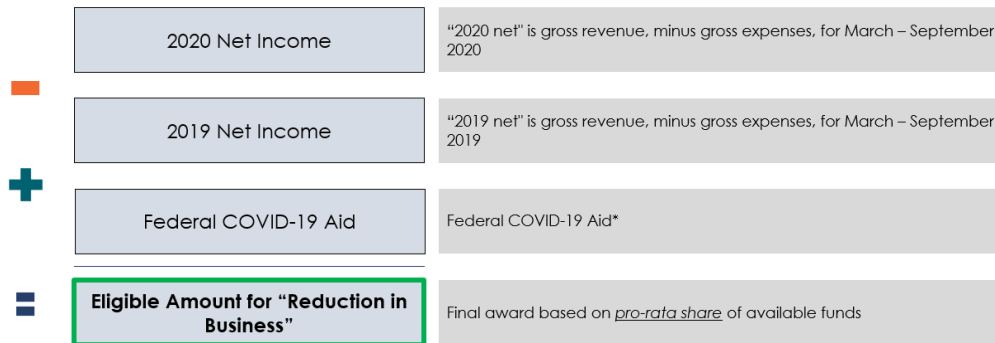 2020 Net Income
“2020 net" is gross revenue, minus gross expenses, for March – September
2020
2019 Net Income
“2019 net" is gross revenue, minus gross expenses, for March – September
2019
Federal COVID-19 Aid
Federal COVID-19 Aid*
Eligible Amount for “Reduction in
Business”
Final award based on pro-rata share of available funds